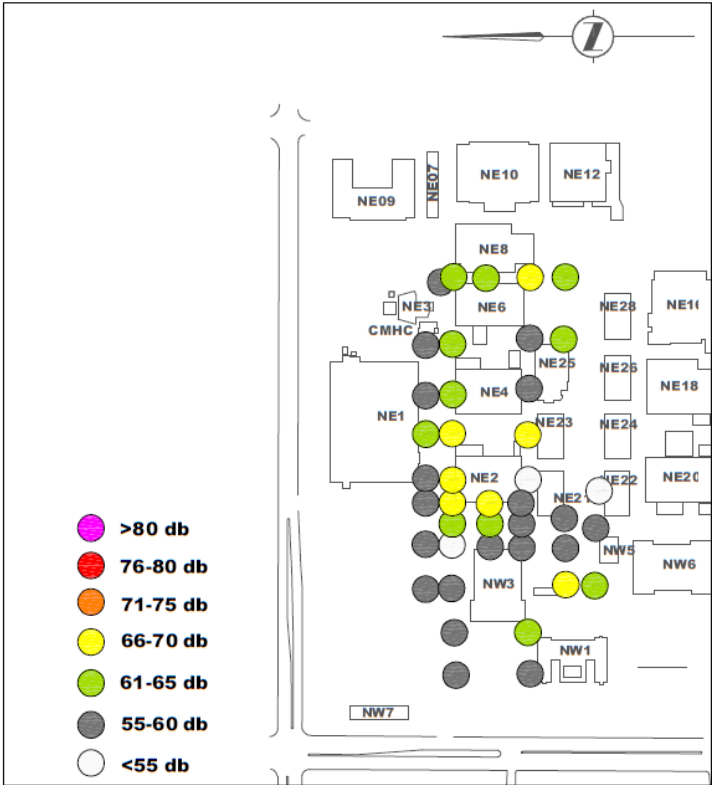 Z
NE07
NE10
NE12
NE09
NE8
NE3
NE6
NE28
NE16
CMHC
NE25
NE26
NE18
NE1
NE4
NE23
NE24
NE2
NE21
NE22
NE20
>80 db
NW5
NW6
76-80 db
NW3
71-75 db
66-70 db
NW1
61-65 db
NW7
55-60 db
<55 db